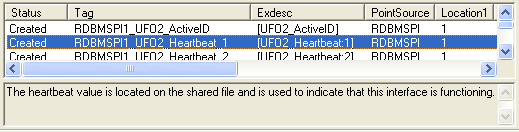 Status Tag Exdesc PointSource Location1
Created RDBMSPI1_UFO2_ActiveID [UFO2_ActiveID] RDBMSPI 1
Created RDBMSPI1_UFO2_Heartbeat_1 [UFO2_Heartbeat:1] RDBMSPI 1
Created RDBMSPI1_UFO2_Heartbeat_2 [UFO2_Heartbeat:2] RDBMSPI 1
The heartbeat value is located on the shared file and is used to indicate that this interface is functioning.